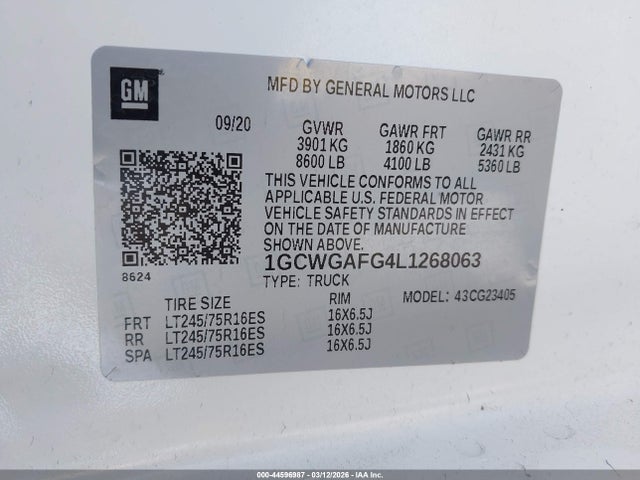 GM
MFD BY GENERAL MOTORS LLC
09/20 GVWR GAWR FRT GAWR RR
3901 KG 1860 KG 2431 KG
8600 LB 4100 LB 5360 LB
THIS VEHICLE CONFORMS TO ALL
APPLICABLE U.S. FEDERAL MOTOR
VEHICLE SAFETY STANDARDS IN EFFECT
ON THE DATE OF MANUFACTURE
SHOWN ABOVE.
1GCWGAFG4L1268063
8624 TYPE: TRUCK MODEL: 43CG23405
TIRE SIZE RIM
FRT LT245/75R16ES 16X6.5J
RR LT245/75R16ES 16X6.5J
SPA LT245/75R16ES 16X6.5J
000-44596987 - 03/12/2026 - IAA Inc.